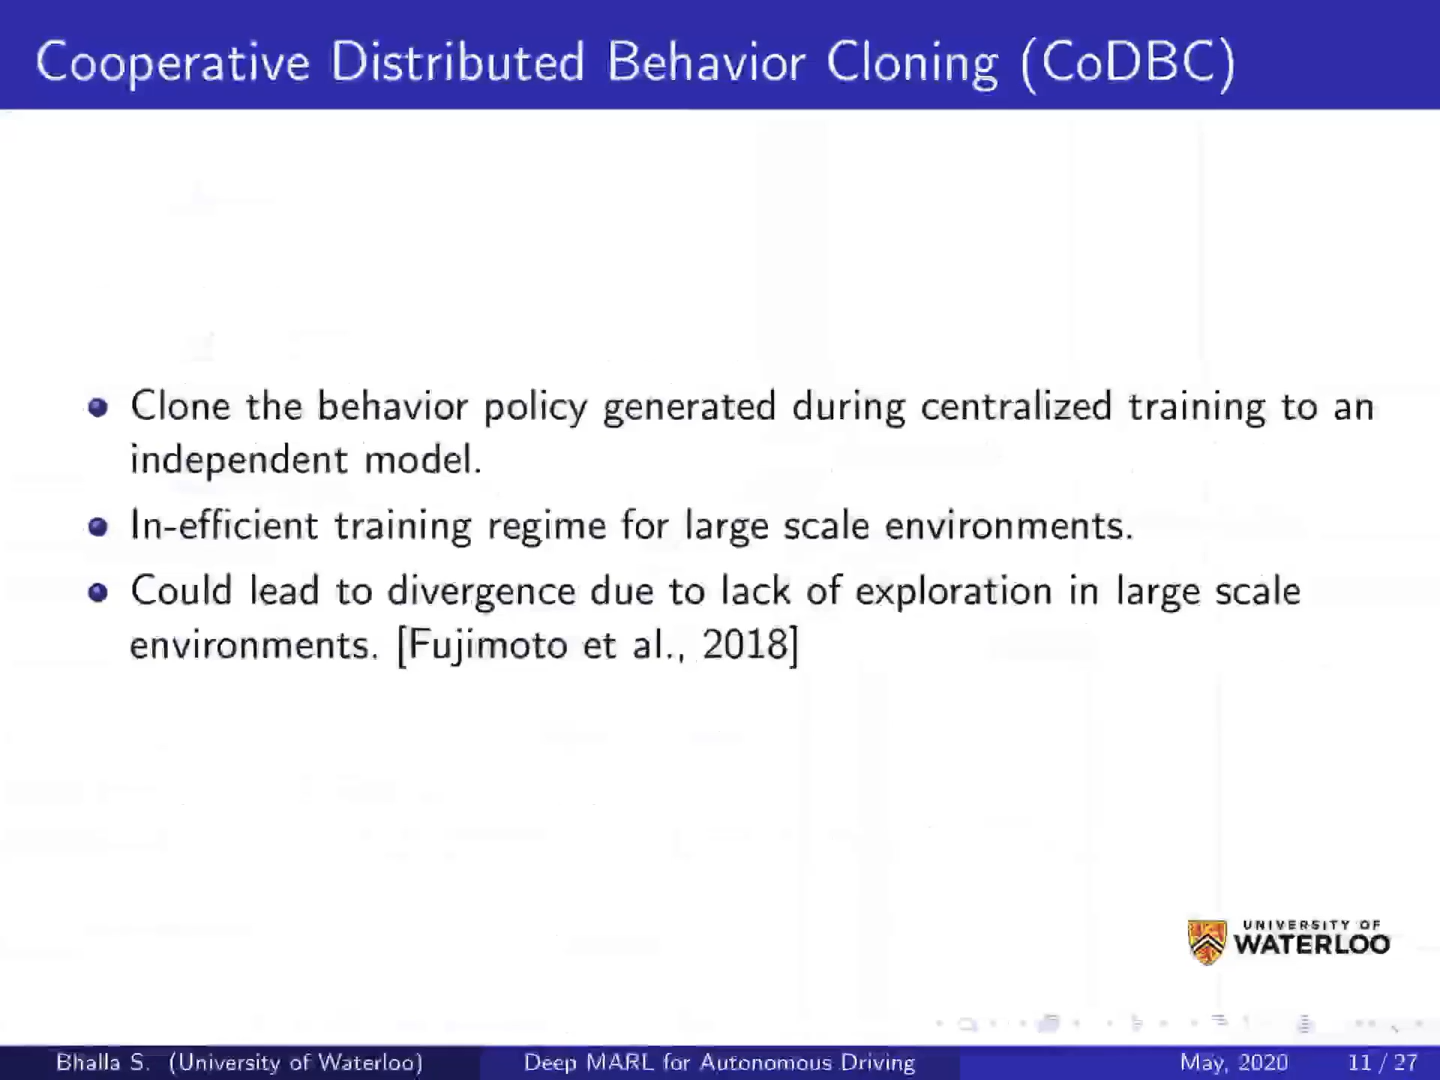 Cooperative Distributed Behavior Cloning (CoDBC)
Clone the behavior policy generated during centralized training to an
independent model.
In-efficient training regime for large scale environments.
Could lead to divergence due to lack of exploration in large scale
environments. [Fujimoto et al., 2018]
UNIVERSITY OF
WATERLOO
Bhalla S. (University of Waterloo) Deep MARL for Autonomous Driving May, 2020 11 / 27